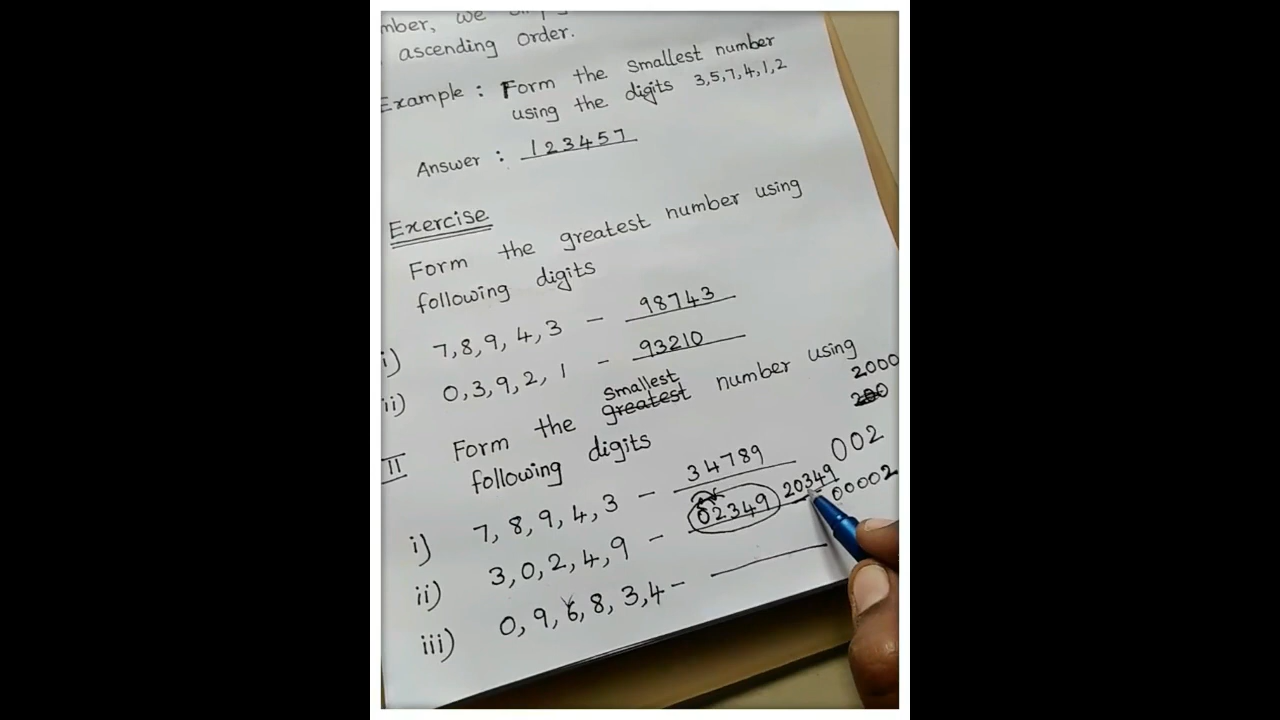 mber, we
ascending order.
Example : Form the smallest number
using the digits 3,5,7,4,1,2
Answer : 123457
Exercise
Form the greatest number using
following digits
i) 7,8,9,4,3 - 98743
ii) 0,3,9,2,1 - 93210
II Form the smallest greatest number using
following digits
2000
200
002
i) 7,8,9,4,3 - 34789
ii) 3,0,2,4,9 - 02349 20349
00002
iii) 0,9,6,8,3,4 -